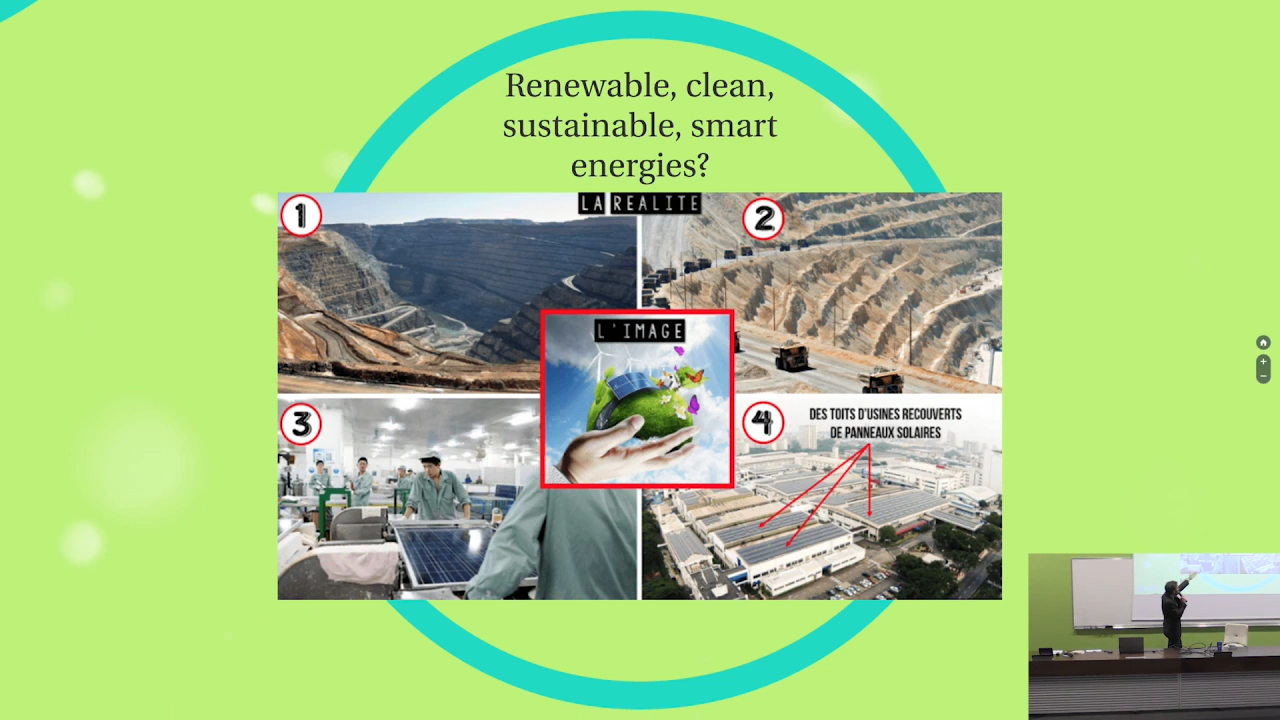 Renewable, clean,
sustainable, smart
energies?
LA REALITE
1
2
L'IMAGE
3
4
DES TOITS D'USINES RECOUVERTS
DE PANNEAUX SOLAIRES